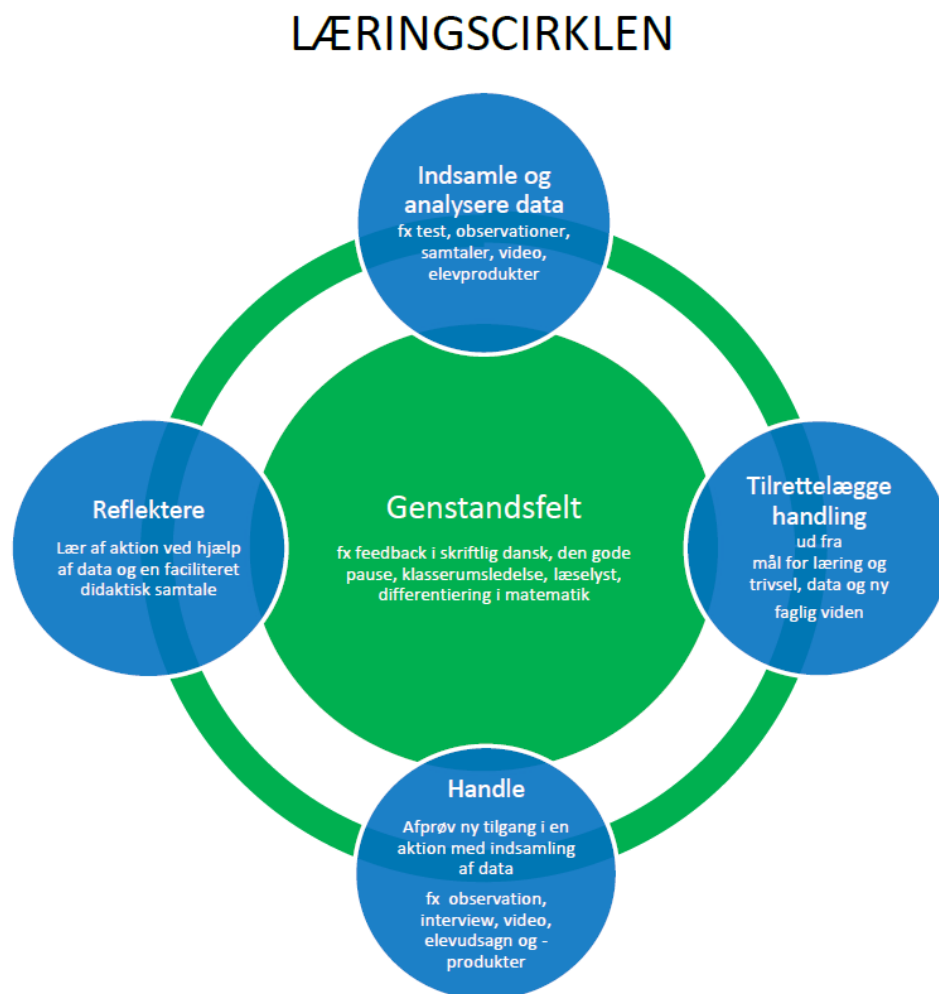 LÆRINGSCIRKLEN
Indsamle og
analysere data
fx test, observationer,
samtaler, video,
elevprodukter
Tilrettelægge
handling
ud fra
mål for læring og
trivsel, data og ny
faglig viden
Handle
Afprøv ny tilgang i en
aktion med indsamling
af data
fx observation,
interview, video,
elevudsagn og -
produkter
Reflektere
Lær af aktion ved hjælp
af data og en faciliteret
didaktisk samtale
Genstandsfelt
fx feedback i skriftlig dansk, den gode
pause, klasserumsledelse, læselyst,
differentiering i matematik